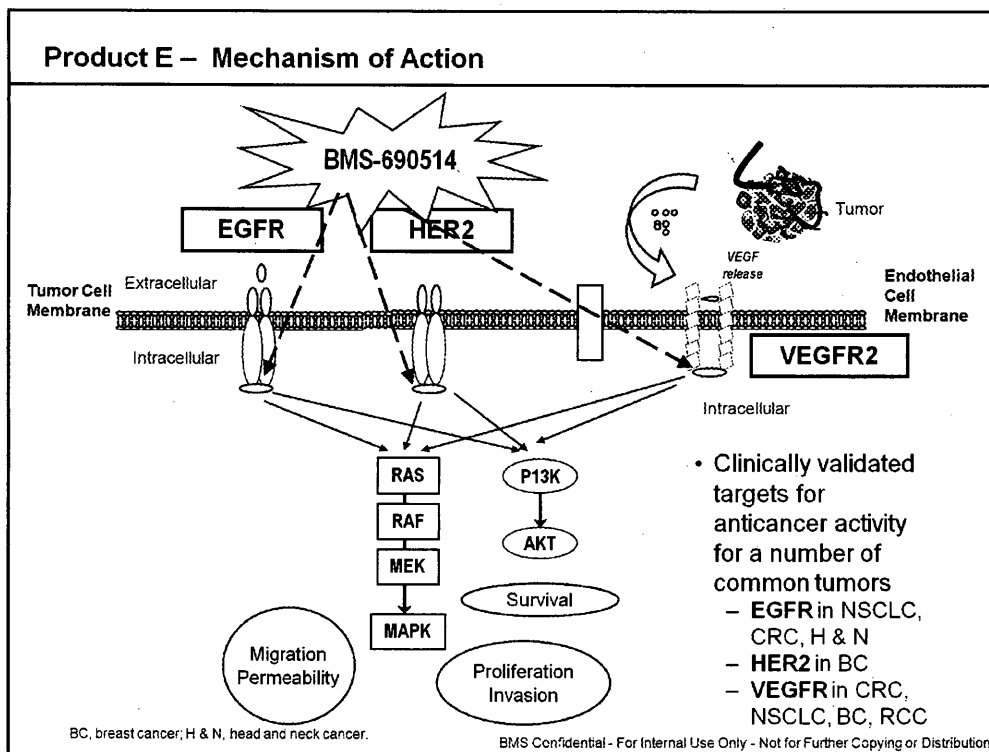 Product E – Mechanism of Action
BMS-690514
EGFR
HER2
Tumor
VEGF
release
Tumor Cell
Membrane
Extracellular
Intracellular
Endothelial
Cell
Membrane
VEGFR2
Intracellular
RAS
RAF
MEK
MAPK
P13K
AKT
Survival
Migration
Permeability
Proliferation
Invasion
• Clinically validated
targets for
anticancer activity
for a number of
common tumors
– EGFR in NSCLC,
CRC, H & N
– HER2 in BC
– VEGFR in CRC,
NSCLC, BC, RCC
BC, breast cancer; H & N, head and neck cancer.
BMS Confidential - For Internal Use Only - Not for Further Copying or Distribution